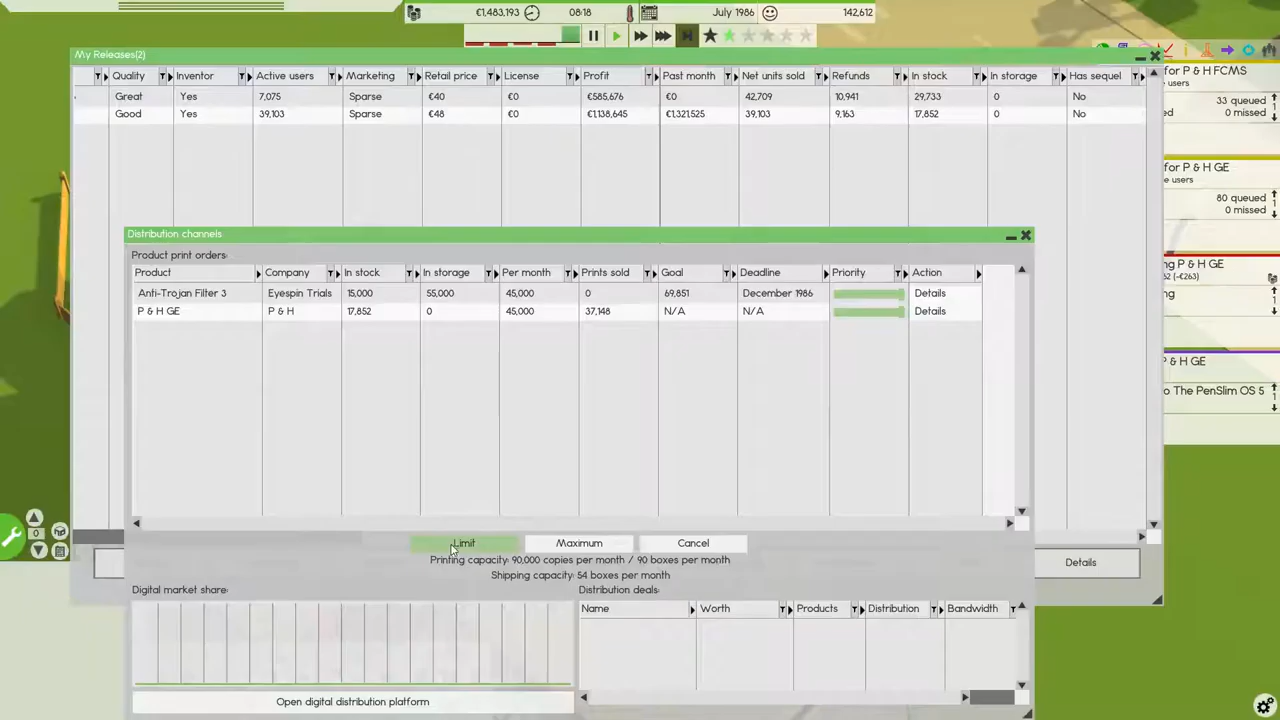 €1,483,193 08:18 July 1986 142,612
My Releases(2)
Quality Inventor Active users Marketing Retail price License Profit Past month Net units sold Refunds In stock In storage Has sequel
Great Yes 7,075 Sparse €40 €0 €585,676 €0 42,709 10,941 29,733 0 No
Good Yes 39,103 Sparse €48 €0 €1,138,645 €1,321,525 39,103 9,163 17,852 0 No
for P & H FCMS
e users
33 queued
ed 0 missed
for P & H GE
e users
80 queued
0 missed
ng P & H GE
62 (-€263)
ng
P & H GE
o The PenSlim OS 5
Distribution channels
Product print orders:
Product Company In stock In storage Per month Prints sold Goal Deadline Priority Action
Anti-Trojan Filter 3 Eyespin Trials 15,000 55,000 45,000 0 69,851 December 1986 Details
P & H GE P & H 17,852 0 45,000 37,148 N/A N/A Details
Limit Maximum Cancel
Printing capacity: 90,000 copies per month / 90 boxes per month
Shipping capacity: 54 boxes per month
Digital market share: Distribution deals:
Name Worth Products Distribution Bandwidth
Open digital distribution platform
Details
0